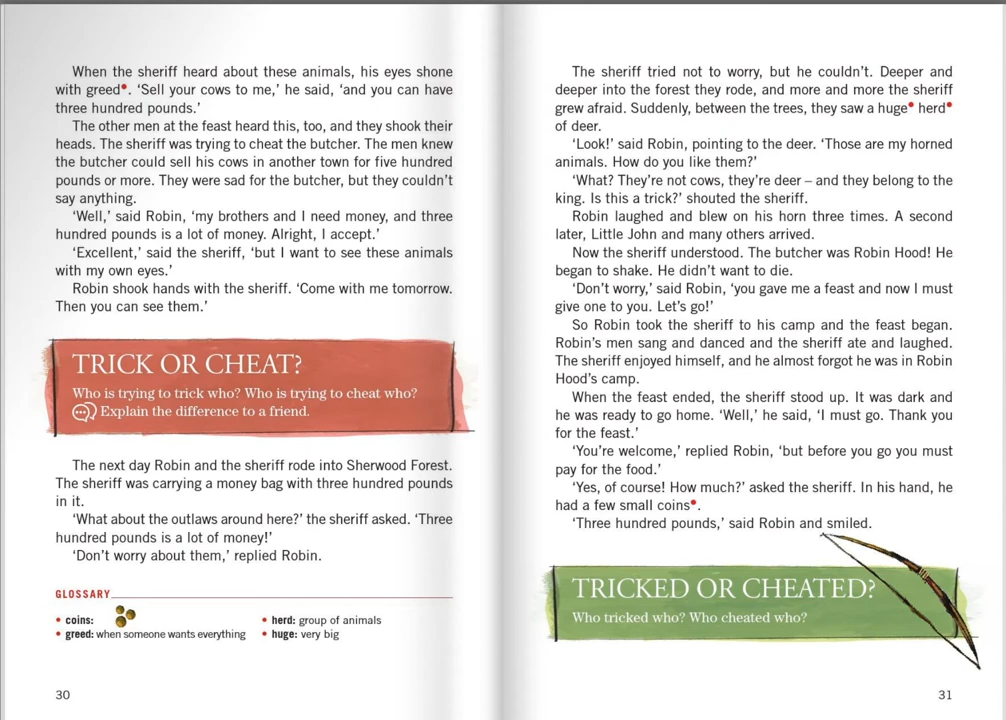 When the sheriff heard about these animals, his eyes shone
with greed•. ‘Sell your cows to me,’ he said, ‘and you can have
three hundred pounds.’
The other men at the feast heard this, too, and they shook their
heads. The sheriff was trying to cheat the butcher. The men knew
the butcher could sell his cows in another town for five hundred
pounds or more. They were sad for the butcher, but they couldn’t
say anything.
‘Well,’ said Robin, ‘my brothers and I need money, and three
hundred pounds is a lot of money. Alright, I accept.’
‘Excellent,’ said the sheriff, ‘but I want to see these animals
with my own eyes.’
Robin shook hands with the sheriff. ‘Come with me tomorrow.
Then you can see them.’
TRICK OR CHEAT?
Who is trying to trick who? Who is trying to cheat who?
Explain the difference to a friend.
The next day Robin and the sheriff rode into Sherwood Forest.
The sheriff was carrying a money bag with three hundred pounds
in it.
‘What about the outlaws around here?’ the sheriff asked. ‘Three
hundred pounds is a lot of money!’
‘Don’t worry about them,’ replied Robin.
GLOSSARY
• coins:
• greed: when someone wants everything
• herd: group of animals
• huge: very big
30
The sheriff tried not to worry, but he couldn’t. Deeper and
deeper into the forest they rode, and more and more the sheriff
grew afraid. Suddenly, between the trees, they saw a huge• herd•
of deer.
‘Look!’ said Robin, pointing to the deer. ‘Those are my horned
animals. How do you like them?’
‘What? They’re not cows, they’re deer – and they belong to the
king. Is this a trick?’ shouted the sheriff.
Robin laughed and blew on his horn three times. A second
later, Little John and many others arrived.
Now the sheriff understood. The butcher was Robin Hood! He
began to shake. He didn’t want to die.
‘Don’t worry,’ said Robin, ‘you gave me a feast and now I must
give one to you. Let’s go!’
So Robin took the sheriff to his camp and the feast began.
Robin’s men sang and danced and the sheriff ate and laughed.
The sheriff enjoyed himself, and he almost forgot he was in Robin
Hood’s camp.
When the feast ended, the sheriff stood up. It was dark and
he was ready to go home. ‘Well,’ he said, ‘I must go. Thank you
for the feast.’
‘You’re welcome,’ replied Robin, ‘but before you go you must
pay for the food.’
‘Yes, of course! How much?’ asked the sheriff. In his hand, he
had a few small coins•.
‘Three hundred pounds,’ said Robin and smiled.
TRICKED OR CHEATED?
Who tricked who? Who cheated who?
31